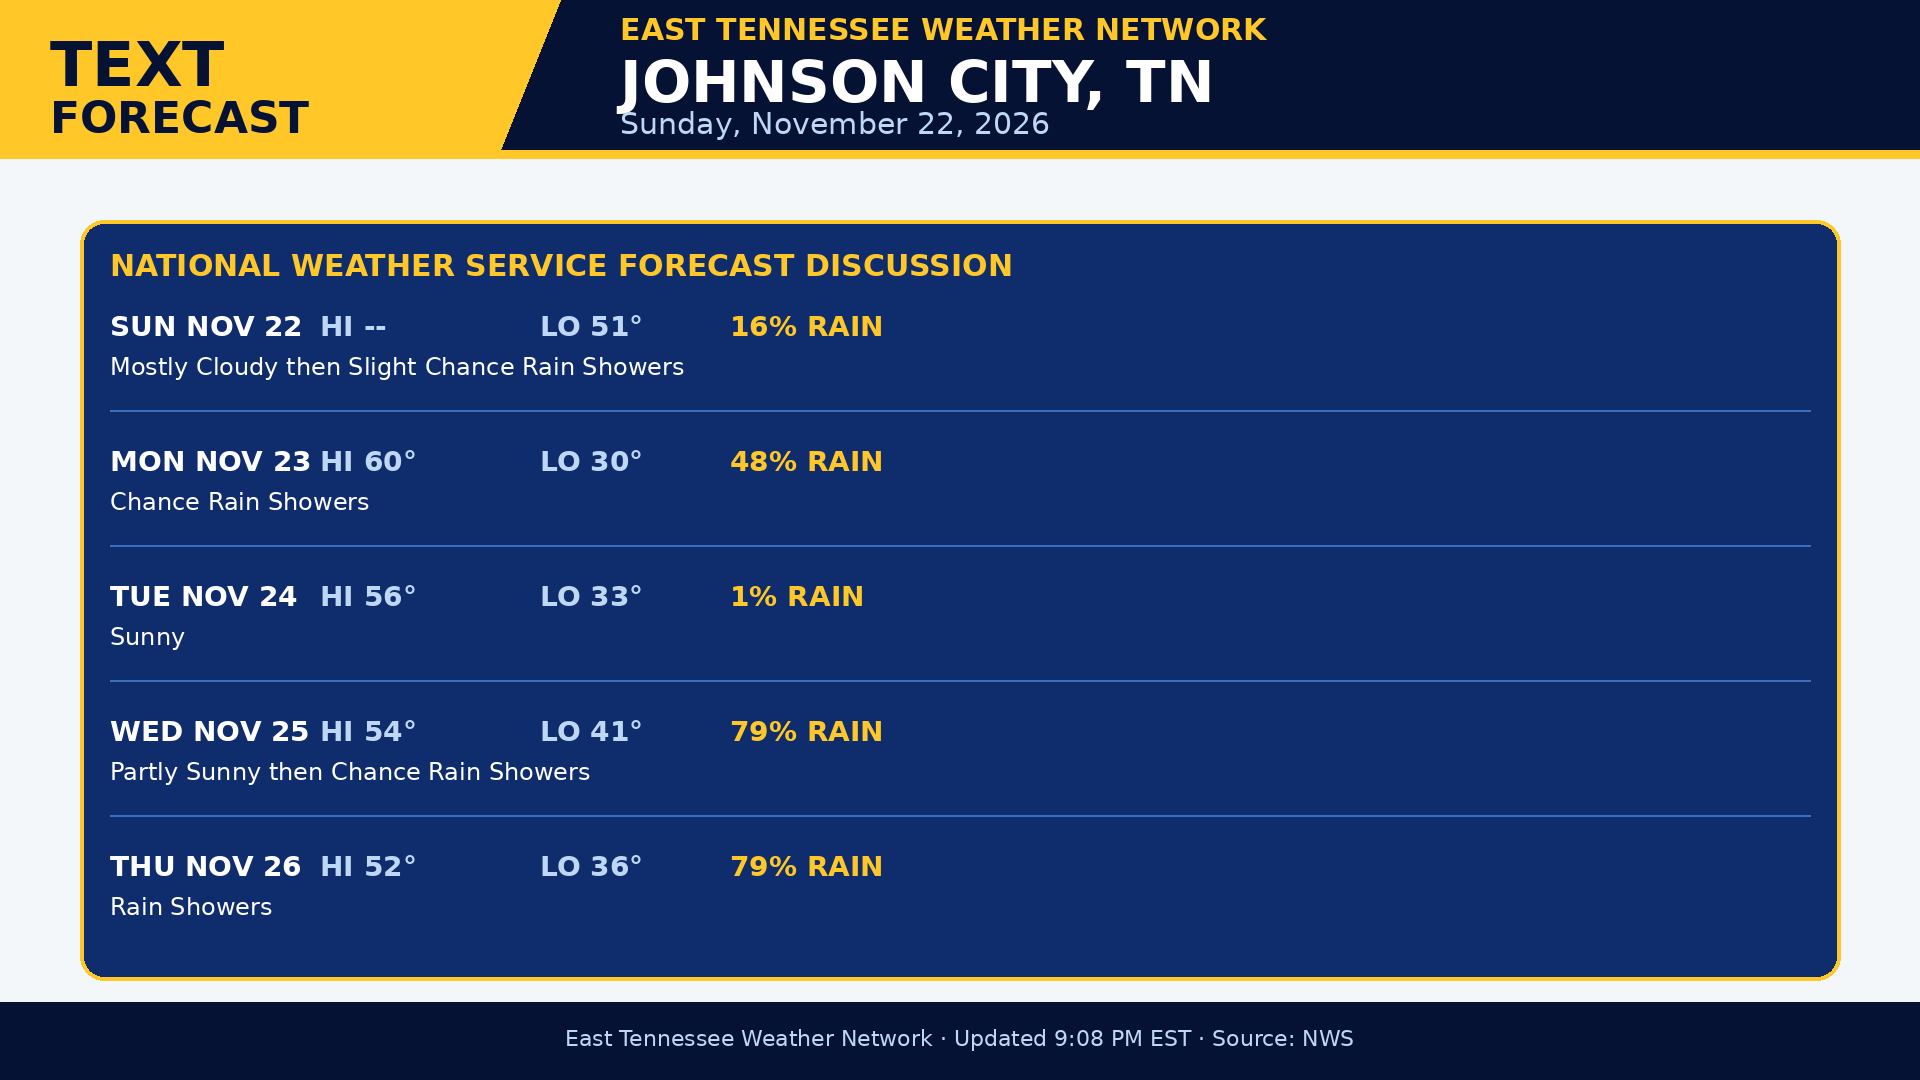 TEXT
FORECAST
EAST TENNESSEE WEATHER NETWORK
JOHNSON CITY, TN
Sunday, November 22, 2026
NATIONAL WEATHER SERVICE FORECAST DISCUSSION
SUN NOV 22 HI -- LO 51° 16% RAIN
Mostly Cloudy then Slight Chance Rain Showers
MON NOV 23 HI 60° LO 30° 48% RAIN
Chance Rain Showers
TUE NOV 24 HI 56° LO 33° 1% RAIN
Sunny
WED NOV 25 HI 54° LO 41° 79% RAIN
Partly Sunny then Chance Rain Showers
THU NOV 26 HI 52° LO 36° 79% RAIN
Rain Showers
East Tennessee Weather Network · Updated 9:08 PM EST · Source: NWS